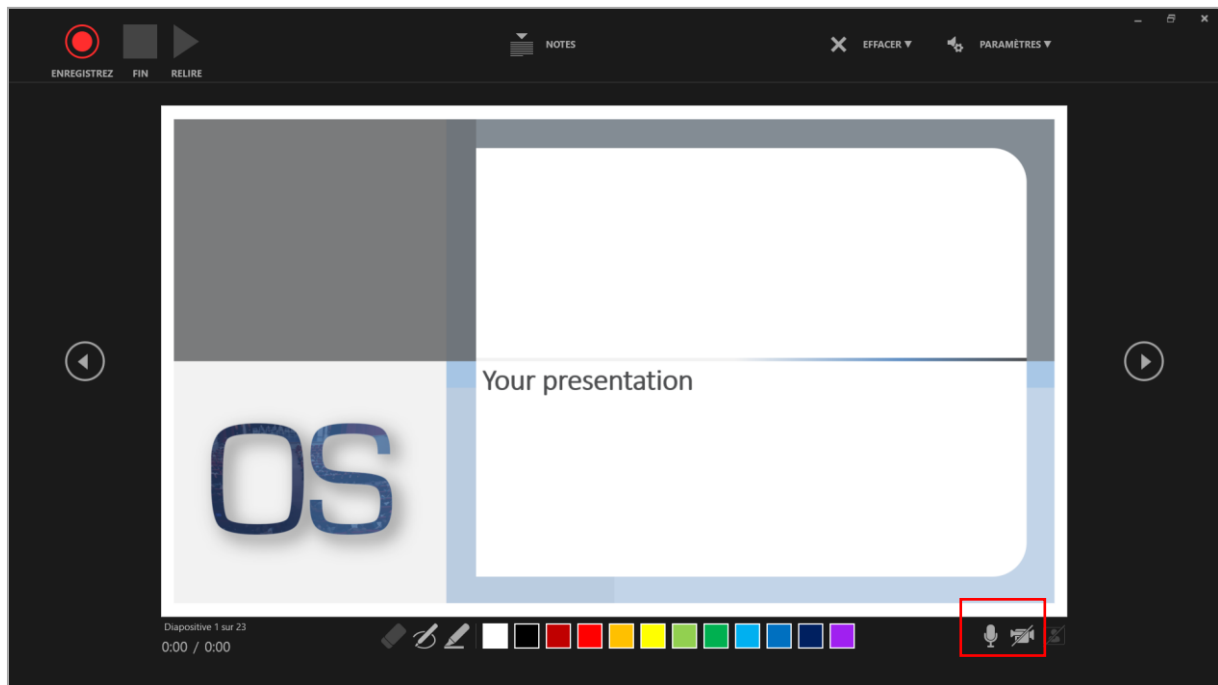 ENREGISTREZ FIN RELIRE
NOTES
EFFACER ▼
PARAMÈTRES ▼
Your presentation
OS
Diapositive 1 sur 23
0:00 / 0:00